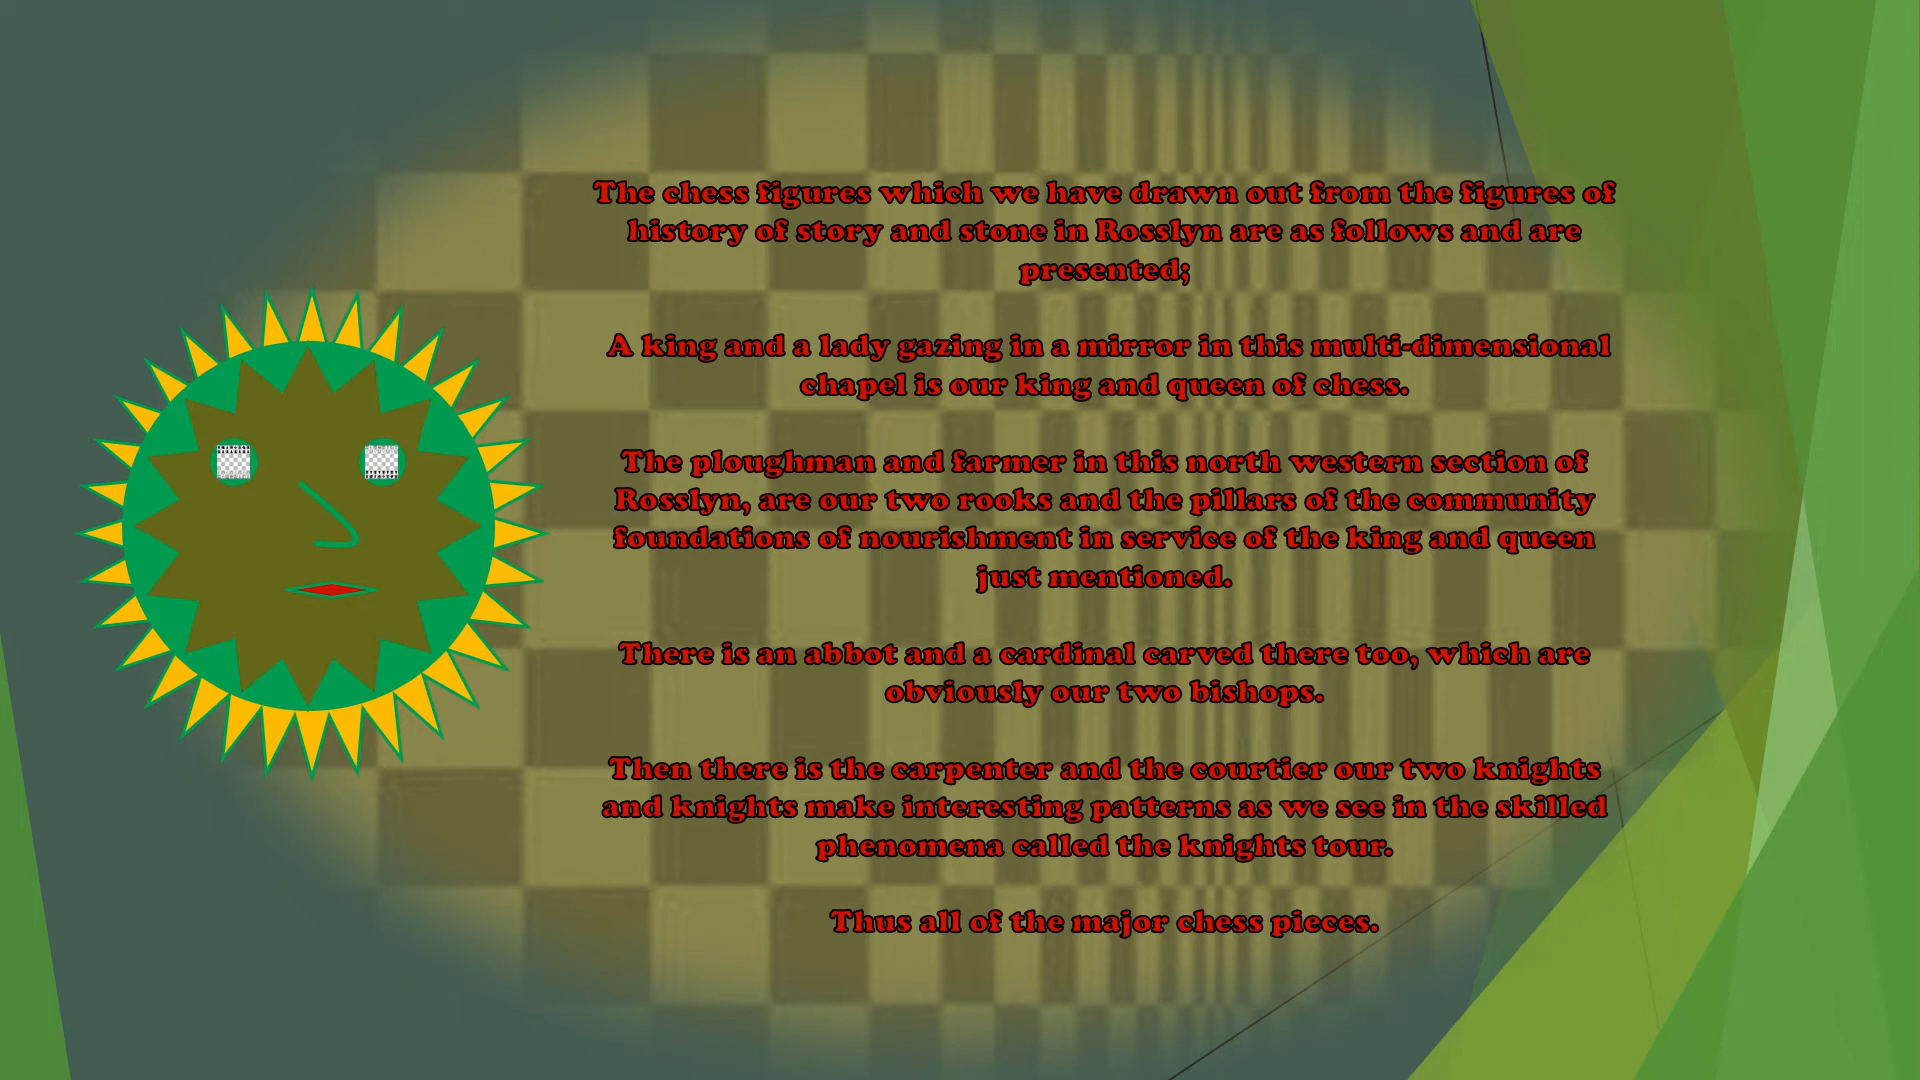 The chess figures which we have drawn out from the figures of
history of story and stone in Rosslyn are as follows and are
presented;
A king and a lady gazing in a mirror in this multi-dimensional
chapel is our king and queen of chess.
The ploughman and farmer in this north western section of
Rosslyn, are our two rooks and the pillars of the community
foundations of nourishment in service of the king and queen
just mentioned.
There is an abbot and a cardinal carved there too, which are
obviously our two bishops.
Then there is the carpenter and the courtier our two knights
and knights make interesting patterns as we see in the skilled
phenomena called the knights tour.
Thus all of the major chess pieces.